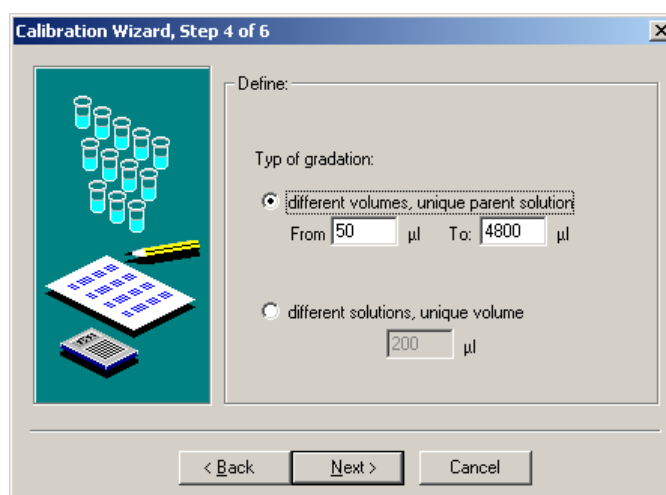 Calibration Wizard, Step 4 of 6
Define:
Typ of gradation:
different volumes, unique parent solution
From 50 µl To: 4800 µl
different solutions, unique volume
200 µl
< Back Next > Cancel